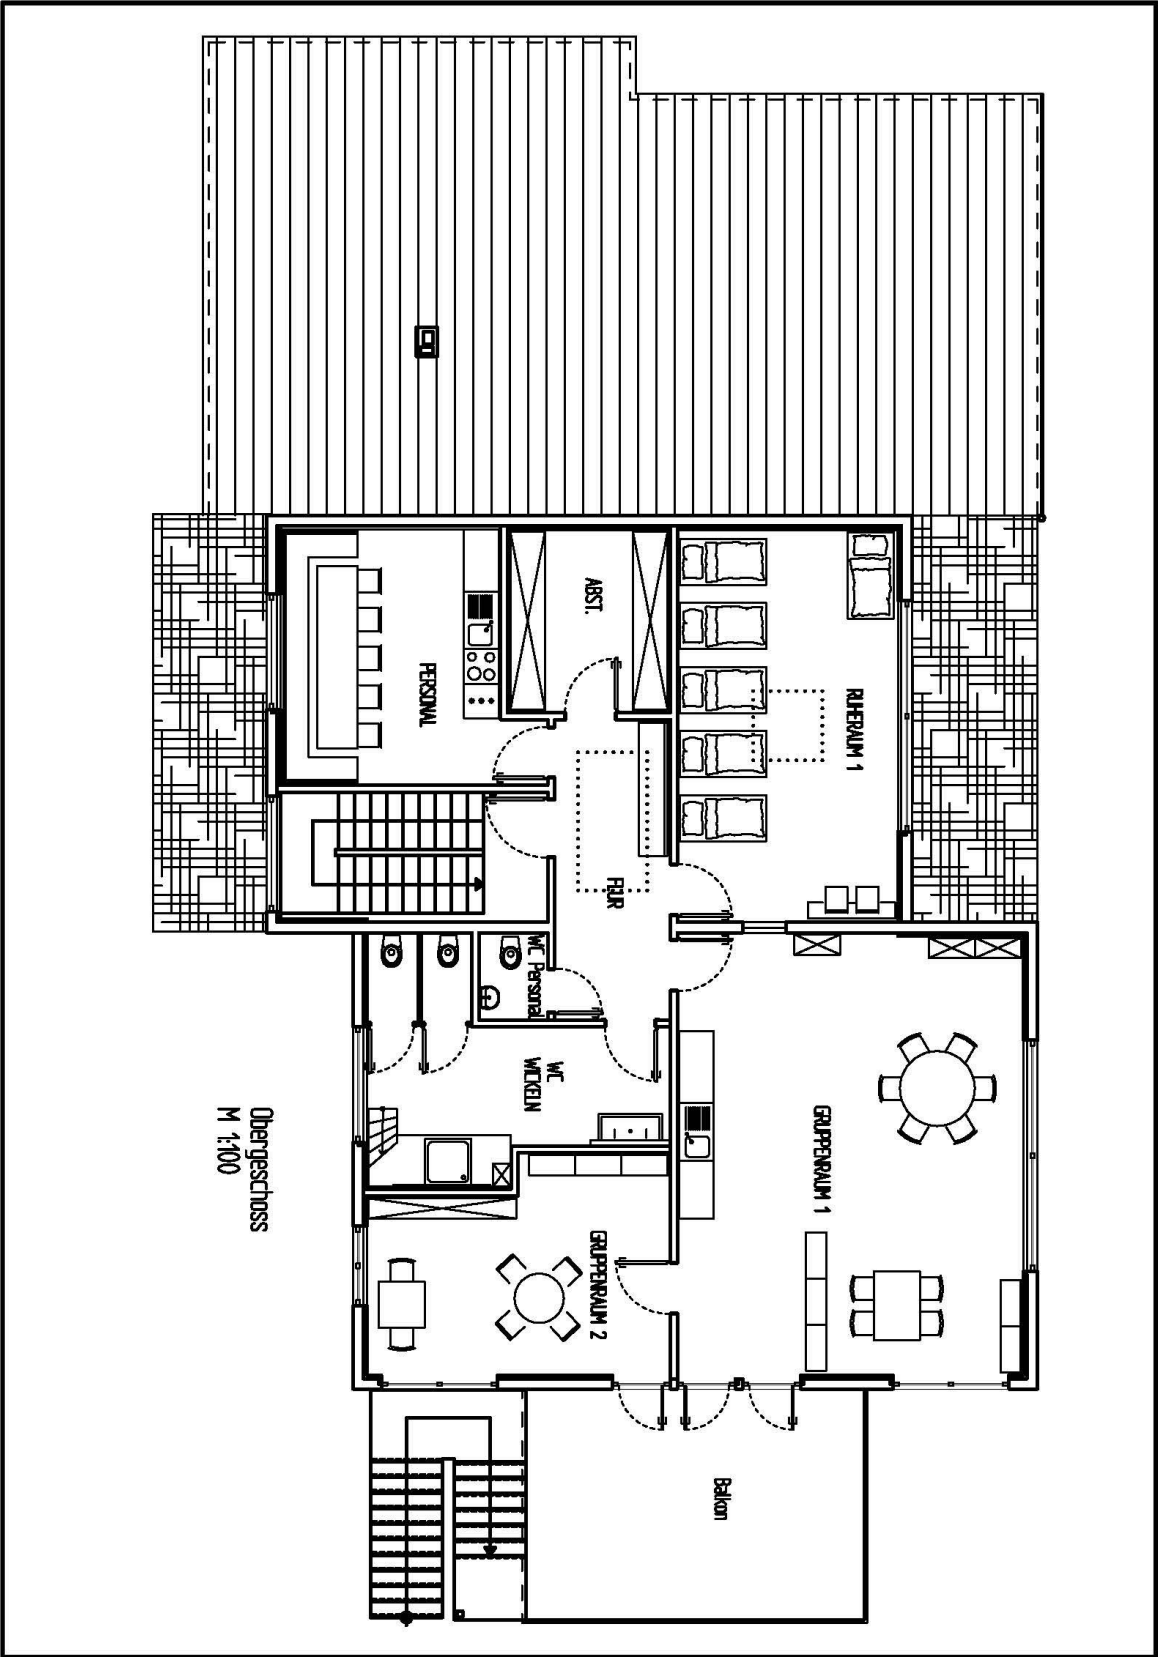 RUHERAUM 1
ABST.
PERSONAL
FLUR
WC Personal
WC
WICKELN
GRUPPENRAUM 1
GRUPPENRAUM 2
Balkon
Obergeschoss
M 1:100